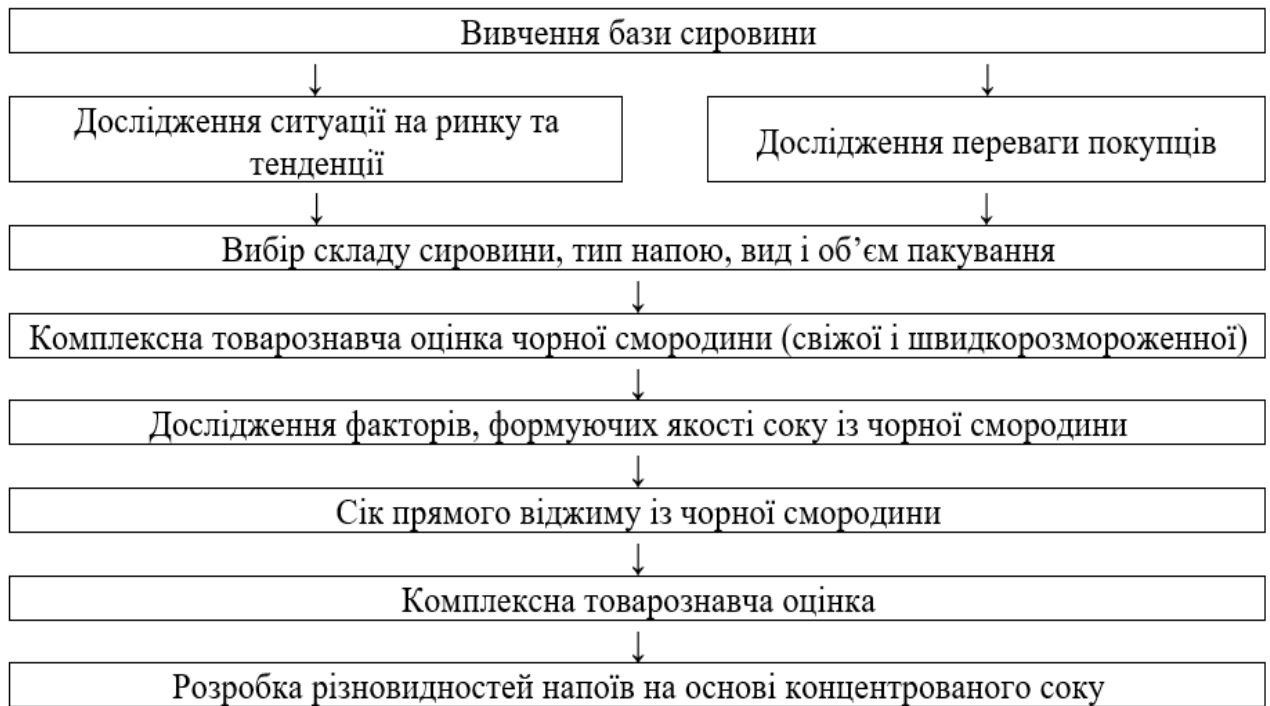 Вивчення бази сировини
Дослідження ситуації на ринку та
тенденції
Дослідження переваги покупців
Вибір складу сировини, тип напою, вид і об’єм пакування
Комплексна товарознавча оцінка чорної смородини (свіжої і швидкорозмороженної)
Дослідження факторів, формуючих якості соку із чорної смородини
Сік прямого віджиму із чорної смородини
Комплексна товарознавча оцінка
Розробка різновидностей напоїв на основі концентрованого соку